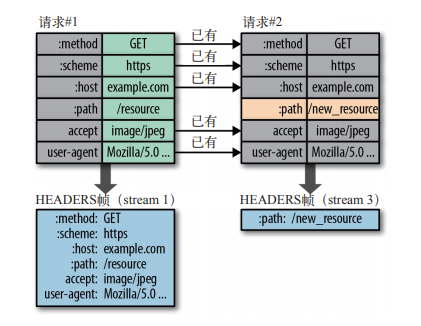 请求#1
:method GET
:scheme https
:host example.com
:path /resource
accept image/jpeg
user-agent Mozilla/5.0 ...
已有
已有
已有
已有
已有
请求#2
:method GET
:scheme https
:host example.com
:path /new_resource
accept image/jpeg
user-agent Mozilla/5.0 ...
HEADERS帧（stream 1）
:method: GET
:scheme: https
:host: example.com
:path: /resource
accept: image/jpeg
user-agent: Mozilla/5.0 ...
HEADERS帧（stream 3）
:path: /new_resource